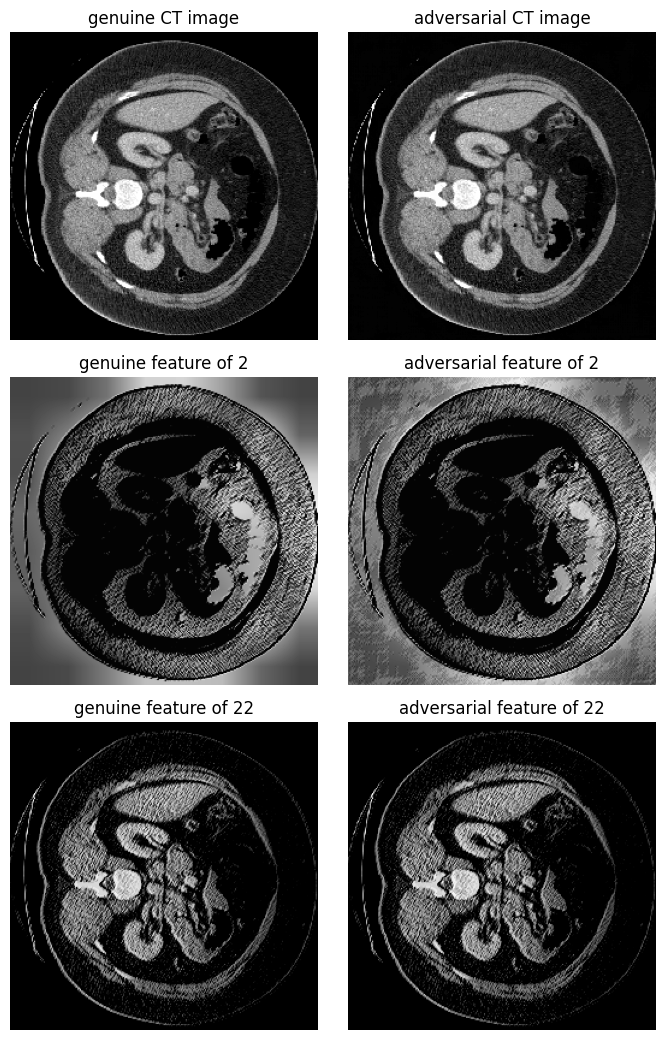 genuine CT image
adversarial CT image
genuine feature of 2
adversarial feature of 2
genuine feature of 22
adversarial feature of 22